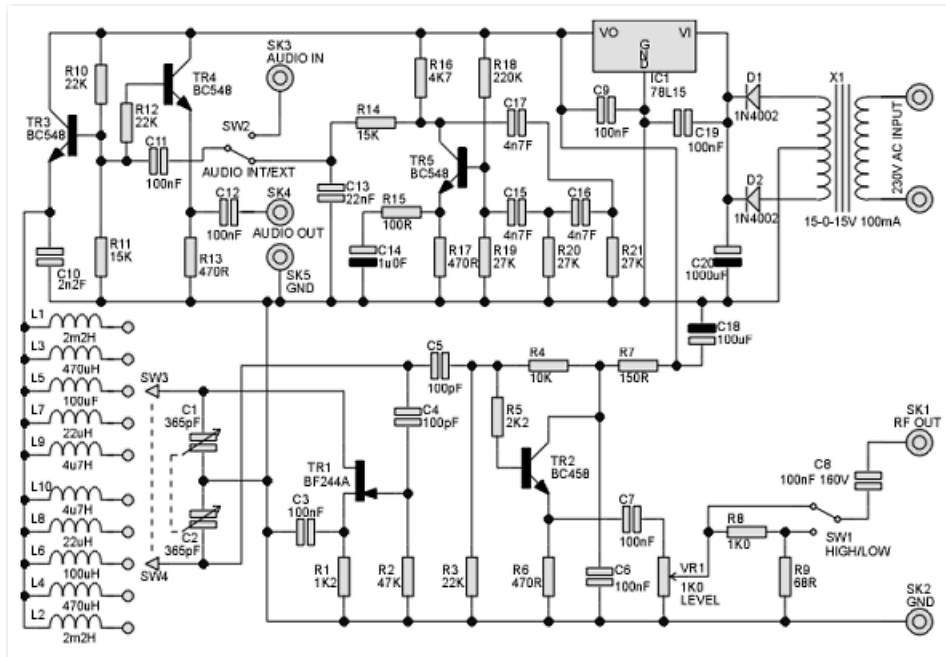 SK3
AUDIO IN
R10
22K
TR4
BC548
R12
22K
TR3
BC548
C11
100nF
SW2
AUDIO INT/EXT
R14
15K
R16
4K7
R18
220K
C17
4n7F
TR5
BC548
VO
GND
VI
IC1
78L15
C9
100nF
C19
100nF
D1
1N4002
X1
230V AC INPUT
D2
1N4002
15-0-15V 100mA
C12
100nF
SK4
AUDIO OUT
SK5
GND
C13
22nF
R15
100R
C14
1u0F
C15
4n7F
C16
4n7F
R17
470R
R19
27K
R20
27K
R21
27K
C20
1000uF
C10
2n2F
R11
15K
R13
470R
L1
2m2H
L3
470uH
L5
100uF
L7
22uH
L9
4u7H
L10
4u7H
L8
22uH
L6
100uH
L4
470uH
L2
2m2H
SW3
C1
365pF
C2
365pF
SW4
C18
100uF
C5
100pF
R4
10K
R7
150R
C4
100pF
R5
2K2
TR1
BF244A
TR2
BC458
C3
100nF
R1
1K2
R2
47K
R3
22K
R6
470R
C7
100nF
C6
100nF
VR1
1K0
LEVEL
R8
1K0
R9
68R
SW1
HIGH/LOW
C8
100nF 160V
SK1
RF OUT
SK2
GND